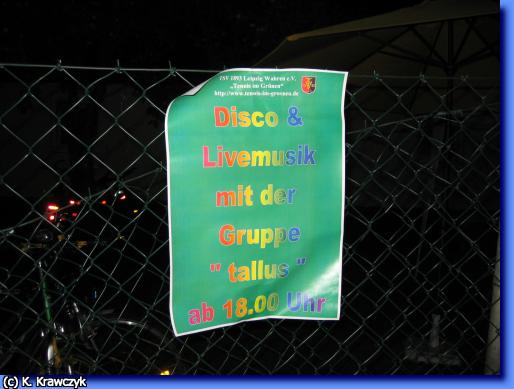 TSV 1893 Leipzig Wahren e.V.
„Tennis im Grünen"
http://www.tennis-im-gruenen.de
Disco &
Livemusik
mit der
Gruppe
" tallus "
ab 18.00 Uhr
(c) K. Krawczyk